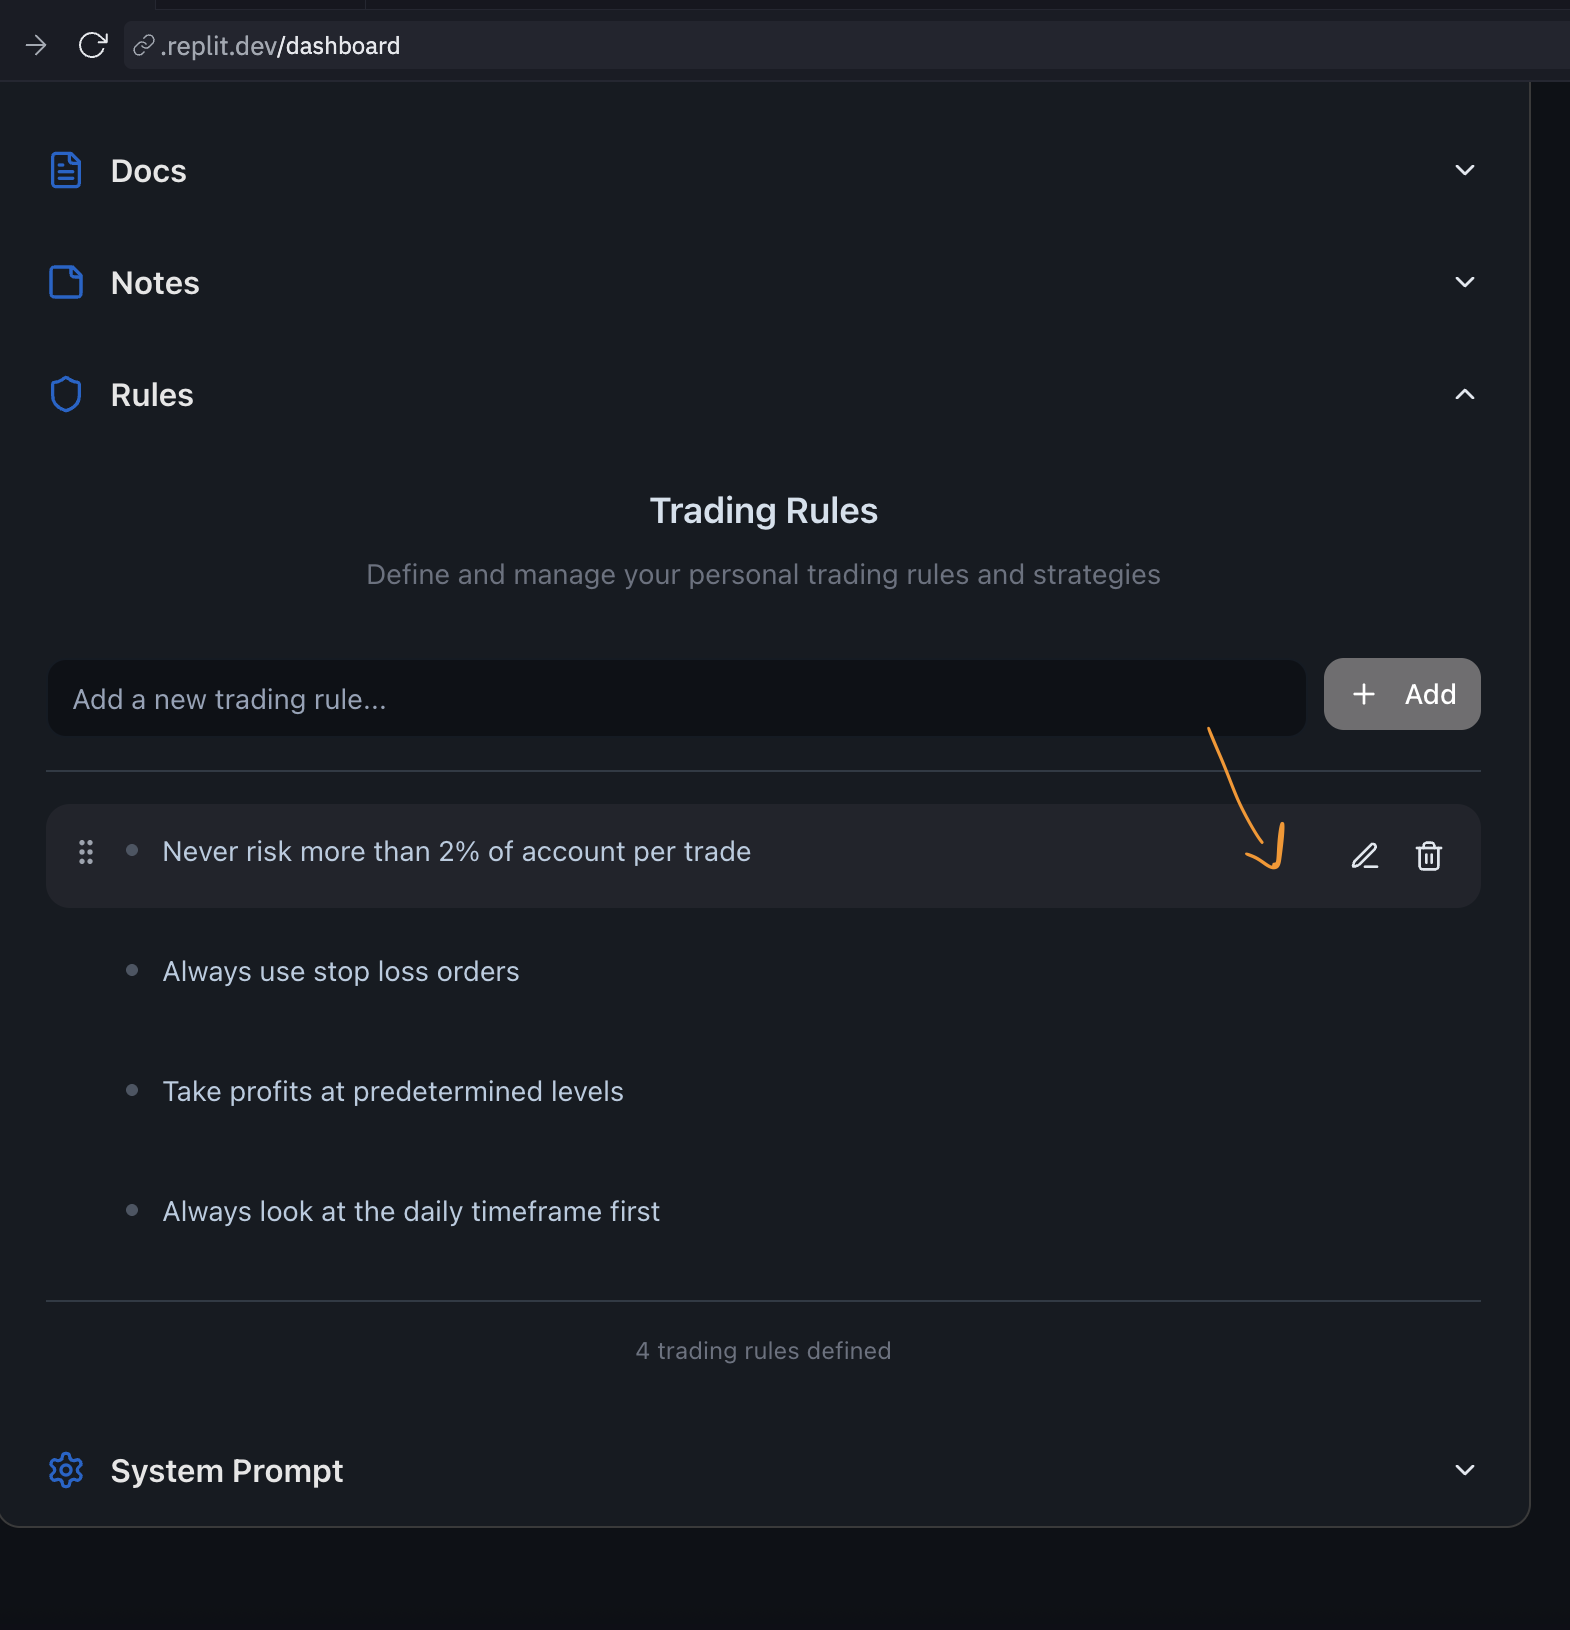 .replit.dev/dashboard
Docs
Notes
Rules
Trading Rules
Define and manage your personal trading rules and strategies
Add a new trading rule...
+ Add
Never risk more than 2% of account per trade
Always use stop loss orders
Take profits at predetermined levels
Always look at the daily timeframe first
4 trading rules defined
System Prompt